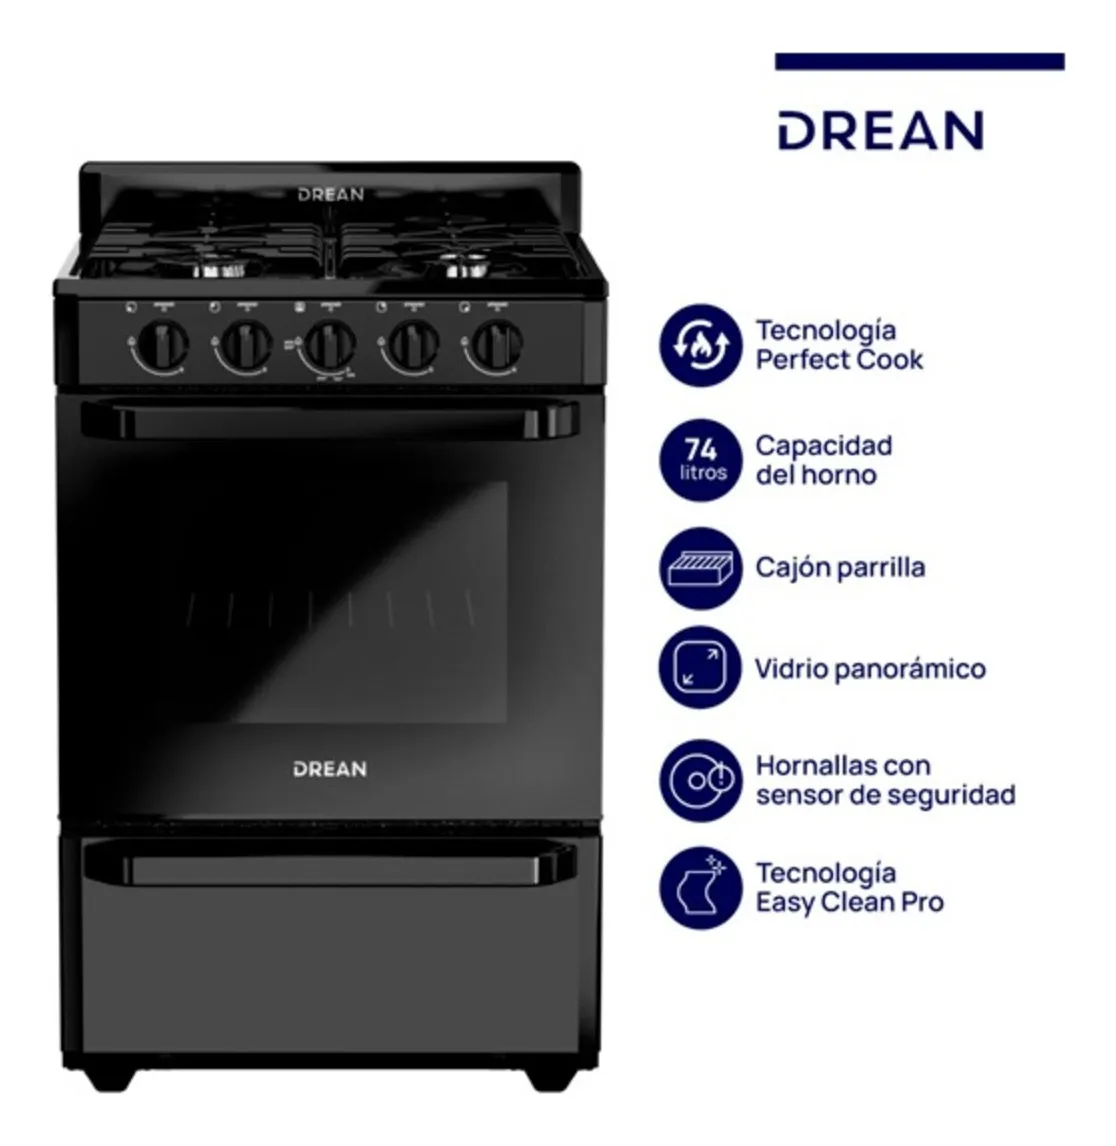 DREAN
DREAN
DREAN
Tecnología
Perfect Cook
74
litros
Capacidad
del horno
Cajón parrilla
Vidrio panorámico
Hornallas con
sensor de seguridad
Tecnología
Easy Clean Pro